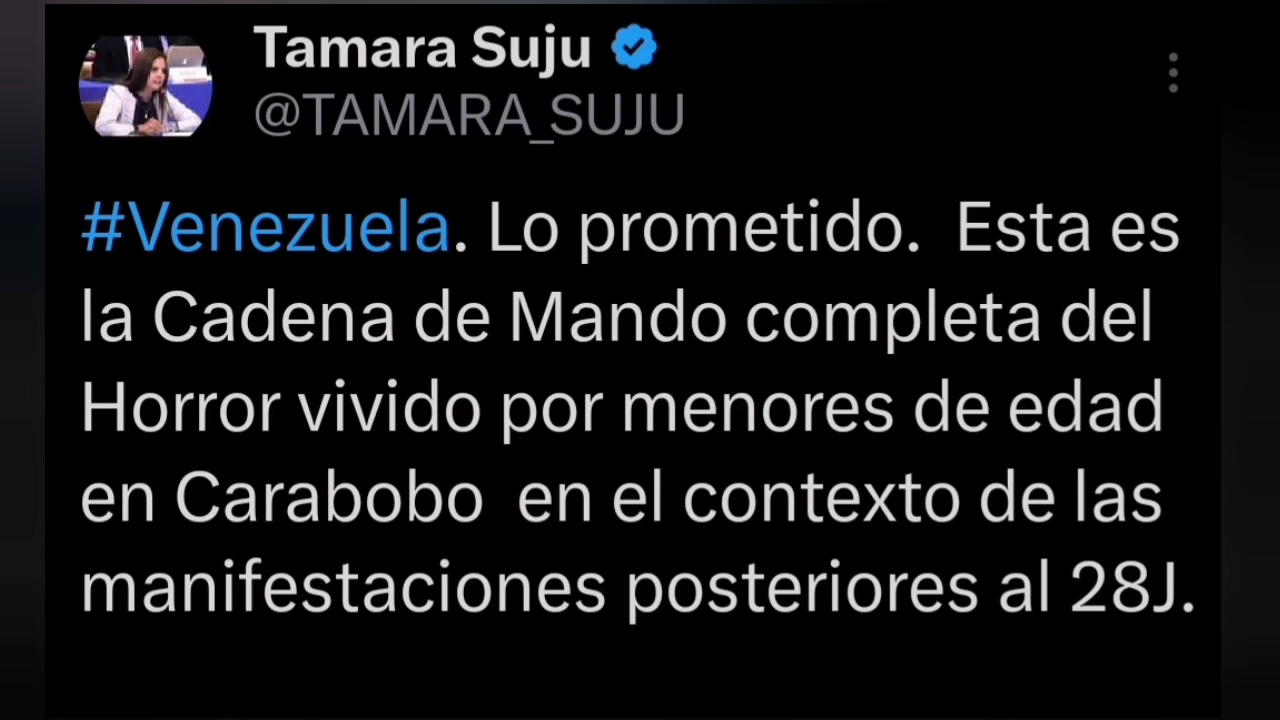 Tamara Suju
@TAMARA_SUJU
#Venezuela. Lo prometido. Esta es
la Cadena de Mando completa del
Horror vivido por menores de edad
en Carabobo en el contexto de las
manifestaciones posteriores al 28J.